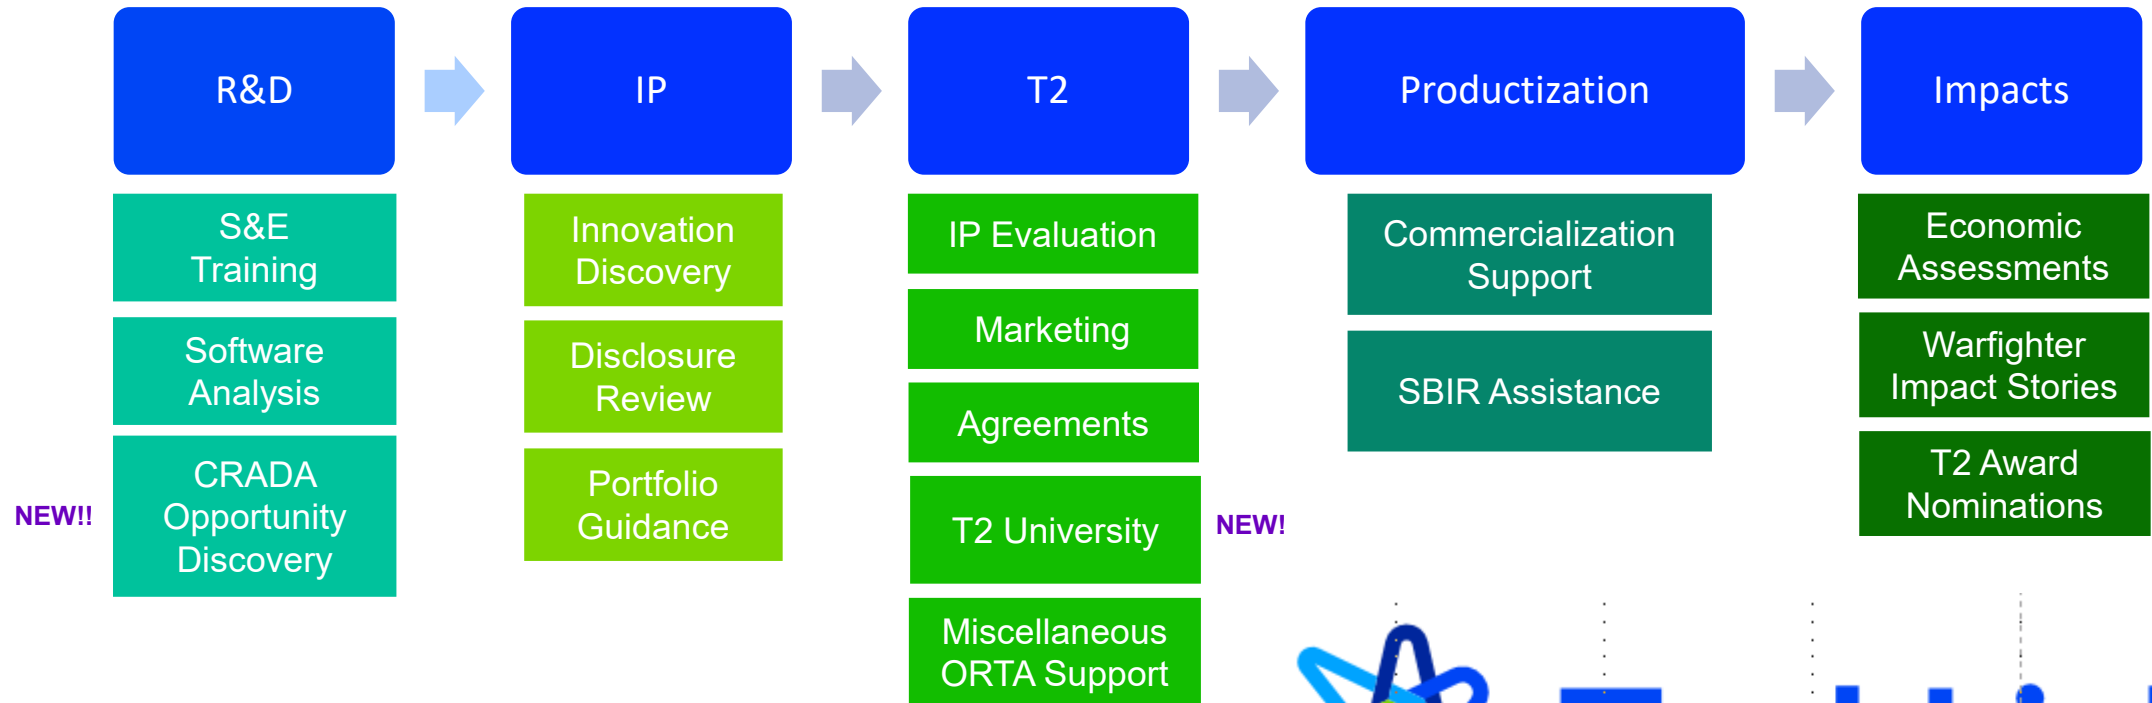 R&D
IP
T2
Productization
Impacts
S&E
Training
Software
Analysis
NEW!!
CRADA
Opportunity
Discovery
Innovation
Discovery
Disclosure
Review
Portfolio
Guidance
IP Evaluation
Marketing
Agreements
T2 University
NEW!
Miscellaneous
ORTA Support
Commercialization
Support
SBIR Assistance
Economic
Assessments
Warfighter
Impact Stories
T2 Award
Nominations